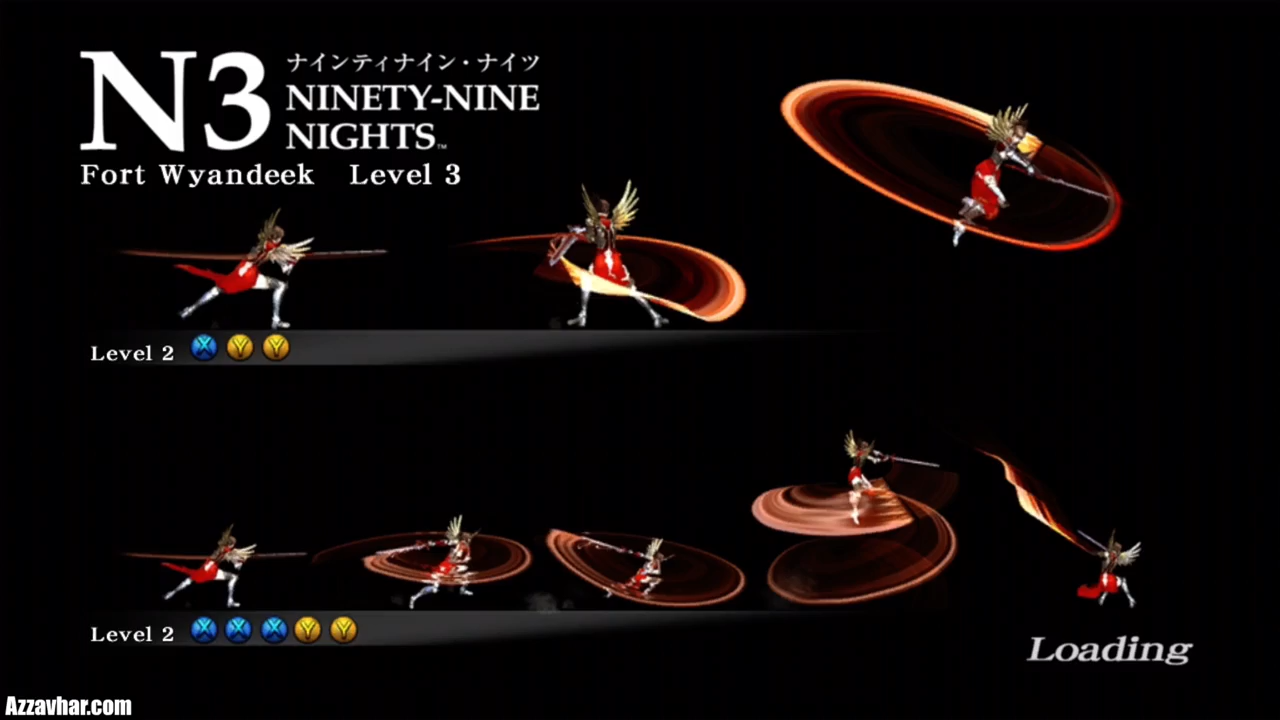 N3
ナインティナイン・ナイツ
NINETY-NINE
NIGHTS™
Fort Wyandeek Level 3
Level 2 X Y Y
Level 2 X X X Y Y
Loading
Azzavhar.com